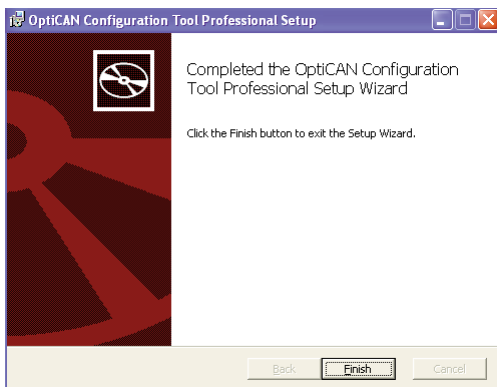 OptiCAN Configuration Tool Professional Setup
Completed the OptiCAN Configuration
Tool Professional Setup Wizard
Click the Finish button to exit the Setup Wizard.
Back Finish Cancel